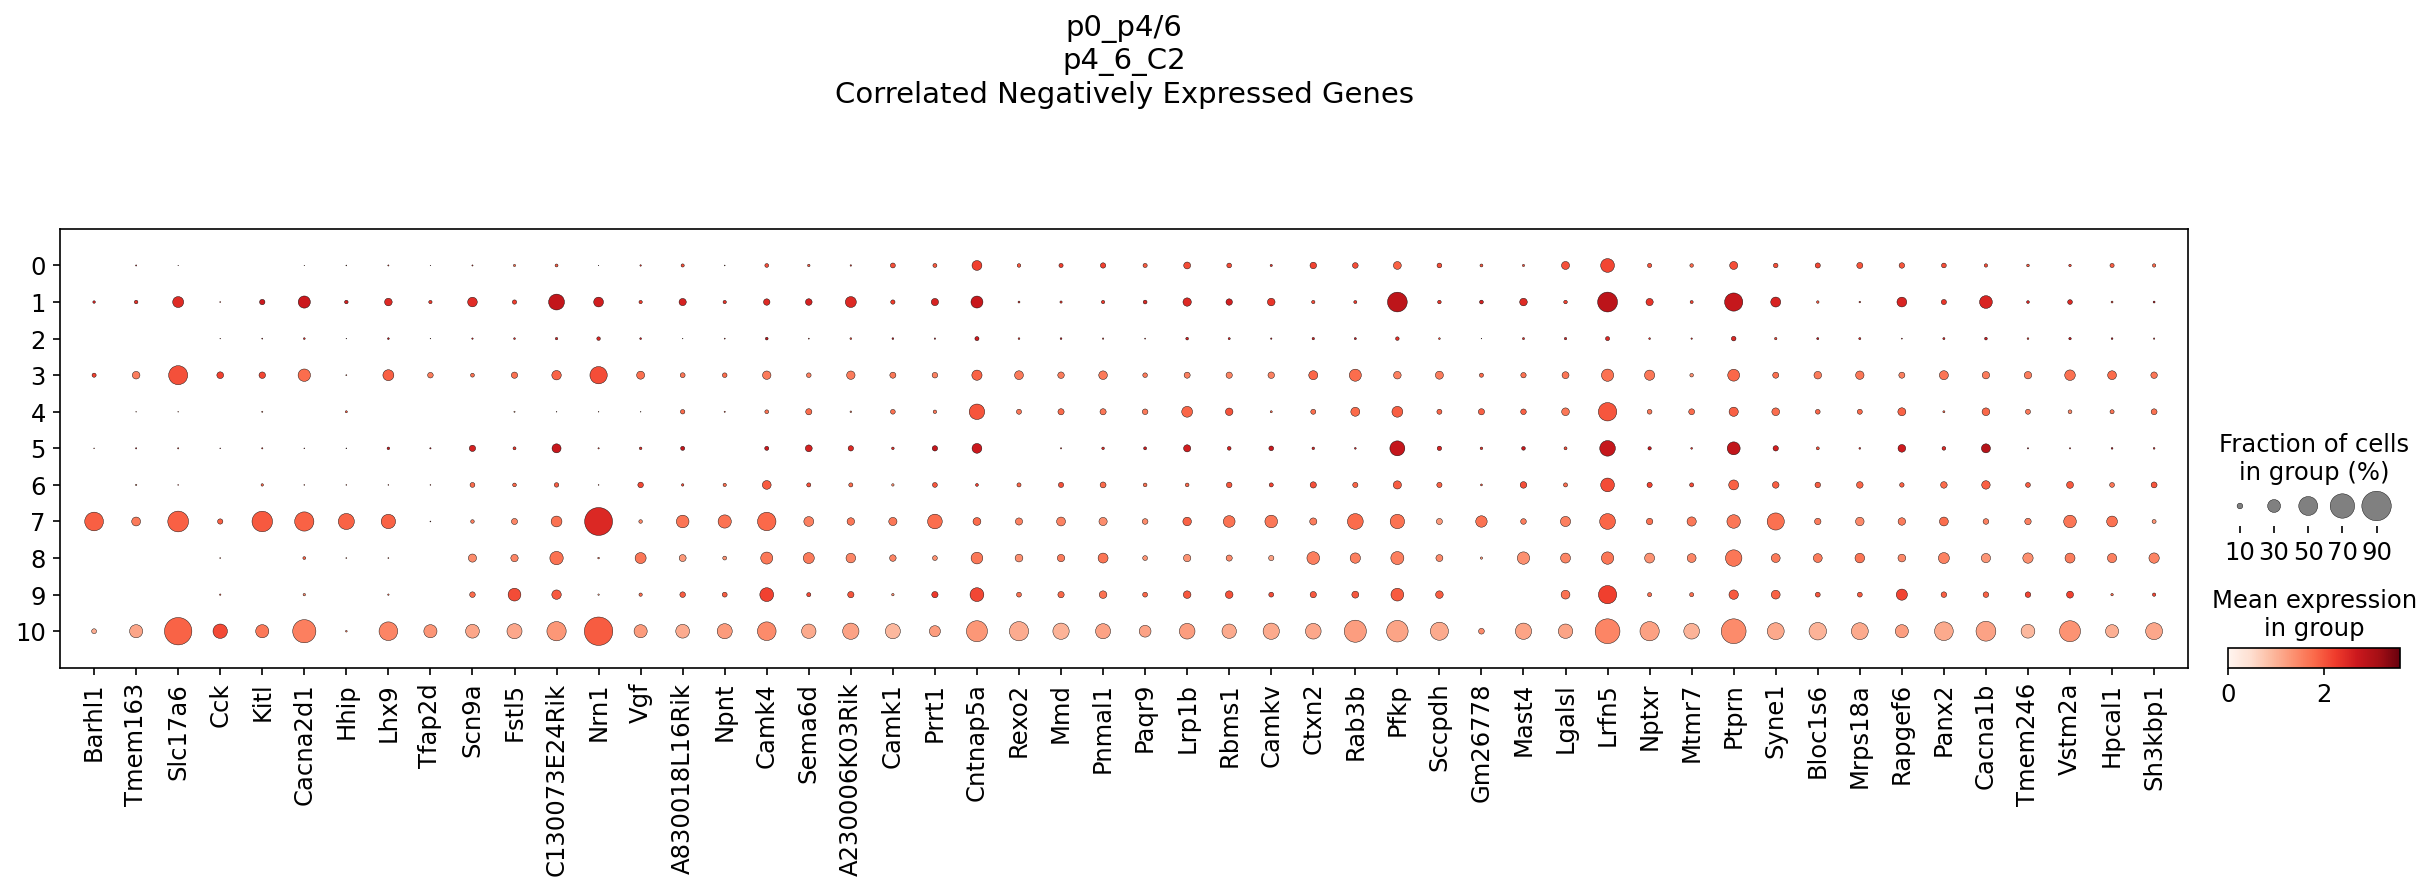 p0_p4/6
p4_6_C2
Correlated Negatively Expressed Genes
0
1
2
3
4
5
6
7
8
9
10
Barhl1
Tmem163
Slc17a6
Cck
Kitl
Cacna2d1
Hhip
Lhx9
Tfap2d
Scn9a
Fstl5
C130073E24Rik
Nrn1
Vgf
A830018L16Rik
Npnt
Camk4
Sema6d
A230006K03Rik
Camk1
Prrt1
Cntnap5a
Rexo2
Mmd
Pnmal1
Paqr9
Lrp1b
Rbms1
Camkv
Ctxn2
Rab3b
Pfkp
Sccpdh
Gm26778
Mast4
Lgalsl
Lrfn5
Nptxr
Mtmr7
Ptprn
Syne1
Bloc1s6
Mrps18a
Rapgef6
Panx2
Cacna1b
Tmem246
Vstm2a
Hpcal1
Sh3kbp1
Fraction of cells
in group (%)
10 30 50 70 90
Mean expression
in group
0 2